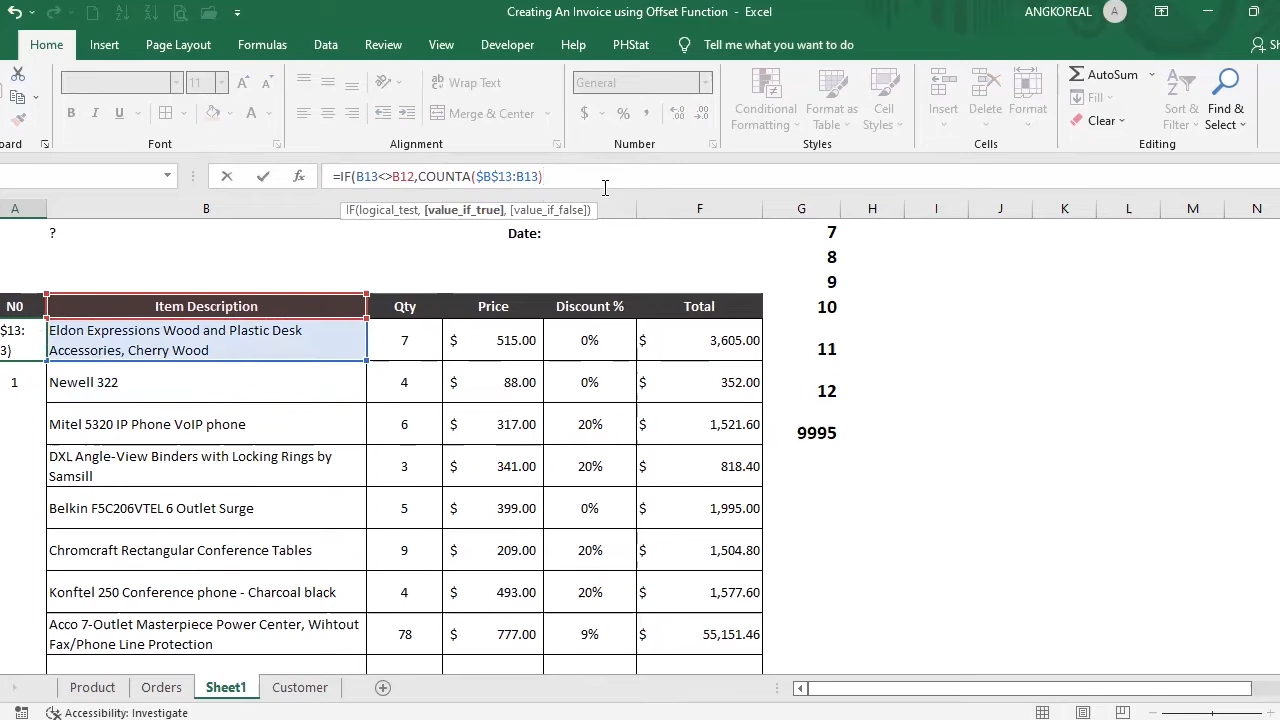 Creating An Invoice using Offset Function - Excel
ANGKOREAL
A
Home Insert Page Layout Formulas Data Review View Developer Help PHStat Tell me what you want to do
Sh
11 Wrap Text General AutoSum
Merge & Center Fill
Clear
Conditional Formatting Format as Table Cell Styles Insert Delete Format Sort & Filter Find & Select
oard Font Alignment Number Styles Cells Editing
=IF(B13<>B12,COUNTA($B$13:B13)
IF(logical_test, [value_if_true], [value_if_false])
A B F G H I J K L M N
? Date: 7
8
9
N0 Item Description Qty Price Discount % Total 10
$13:3) Eldon Expressions Wood and Plastic Desk Accessories, Cherry Wood 7 $ 515.00 0% $ 3,605.00 11
1 Newell 322 4 $ 88.00 0% $ 352.00 12
Mitel 5320 IP Phone VoIP phone 6 $ 317.00 20% $ 1,521.60 9995
DXL Angle-View Binders with Locking Rings by Samsill 3 $ 341.00 20% $ 818.40
Belkin F5C206VTEL 6 Outlet Surge 5 $ 399.00 0% $ 1,995.00
Chromcraft Rectangular Conference Tables 9 $ 209.00 20% $ 1,504.80
Konftel 250 Conference phone - Charcoal black 4 $ 493.00 20% $ 1,577.60
Acco 7-Outlet Masterpiece Power Center, Wihtout Fax/Phone Line Protection 78 $ 777.00 9% $ 55,151.46
Product Orders Sheet1 Customer
Accessibility: Investigate